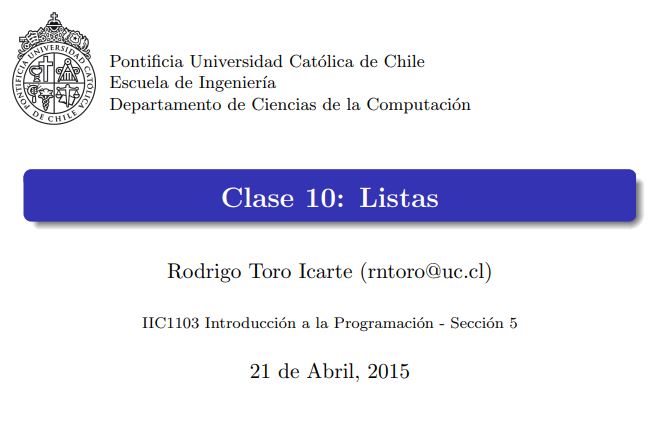 PONTIFICIA UNIVERSIDAD CATOLICA DE CHILE
Pontificia Universidad Católica de Chile
Escuela de Ingeniería
Departamento de Ciencias de la Computación
Clase 10: Listas
Rodrigo Toro Icarte (rntoro@uc.cl)
IIC1103 Introducción a la Programación - Sección 5
21 de Abril, 2015